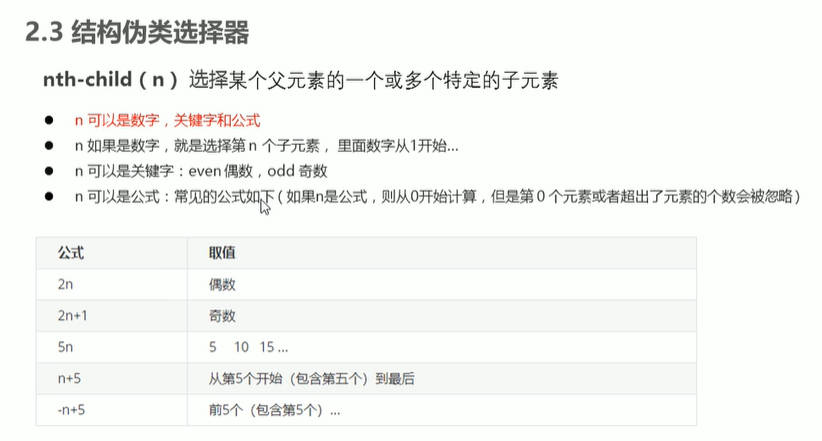 2.3 结构伪类选择器
nth-child（n） 选择某个父元素的一个或多个特定的子元素
● n 可以是数字，关键字和公式
● n 如果是数字，就是选择第 n 个子元素， 里面数字从1开始…
● n 可以是关键字：even 偶数，odd 奇数
● n 可以是公式：常见的公式如下 ( 如果n是公式，则从0开始计算，但是第 0 个元素或者超出了元素的个数会被忽略 )
公式 取值
2n 偶数
2n+1 奇数
5n 5 10 15 ...
n+5 从第5个开始（包含第五个）到最后
-n+5 前5个（包含第5个）...